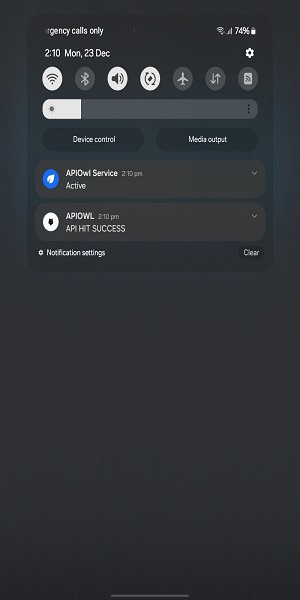 ergency calls only 74%
2:10 Mon, 23 Dec
Device control Media output
APIOwl Service 2:10 pm
Active
APIOWL 2:10 pm
API HIT SUCCESS
Notification settings Clear